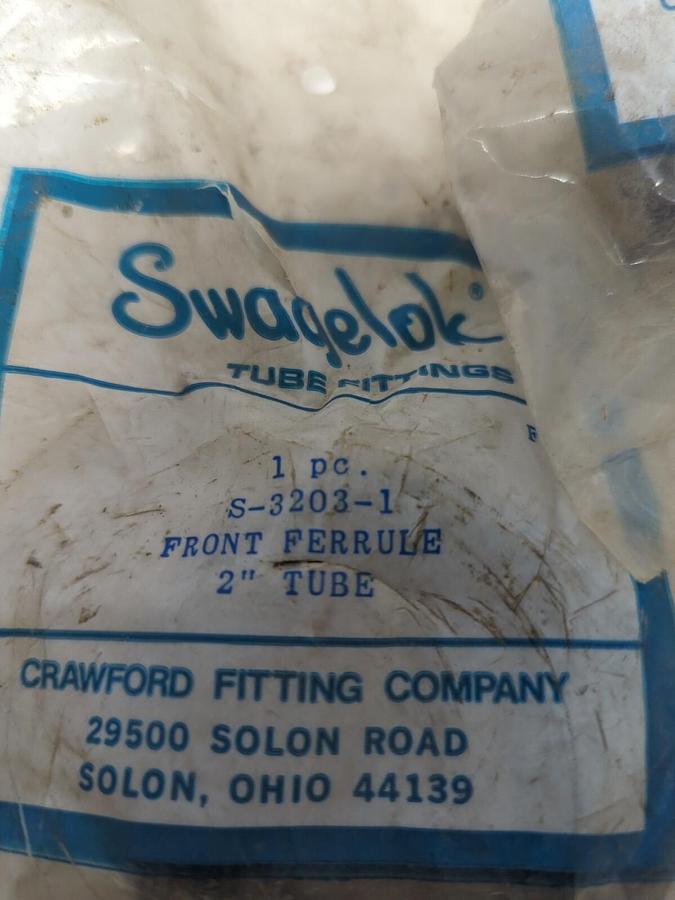 Swagelok®
TUBE FITTINGS
1 pc.
S-3203-1
FRONT FERRULE
2" TUBE
CRAWFORD FITTING COMPANY
29500 SOLON ROAD
SOLON, OHIO 44139